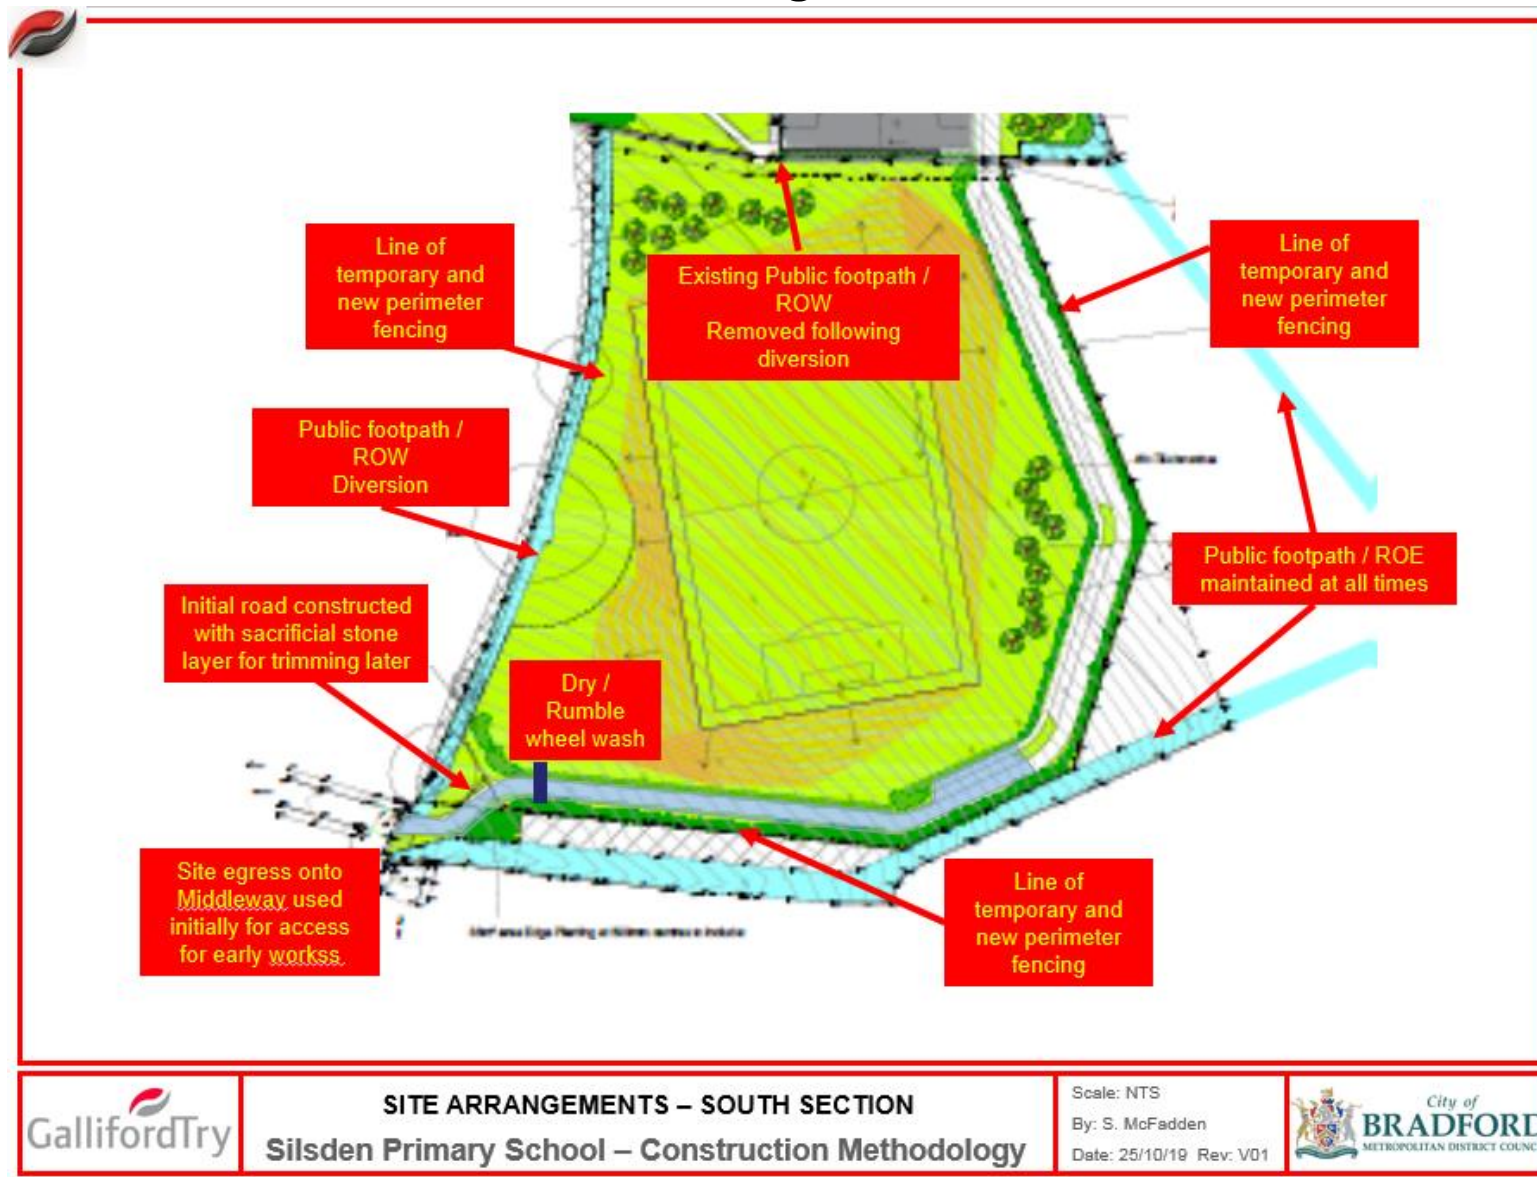 Line of
temporary and
new perimeter
fencing
Existing Public footpath /
ROW
Removed following
diversion
Line of
temporary and
new perimeter
fencing
Public footpath /
ROW
Diversion
Public footpath / ROE
maintained at all times
Initial road constructed
with sacrificial stone
layer for trimming later
Dry /
Rumble
wheel wash
Site egress onto
Middleway used
initially for access
for early workss
Line of
temporary and
new perimeter
fencing
GallifordTry
SITE ARRANGEMENTS – SOUTH SECTION
Silsden Primary School – Construction Methodology
Scale: NTS
By: S. McFadden
Date: 25/10/19 Rev: V01
City of
BRADFORD
METROPOLITAN DISTRICT